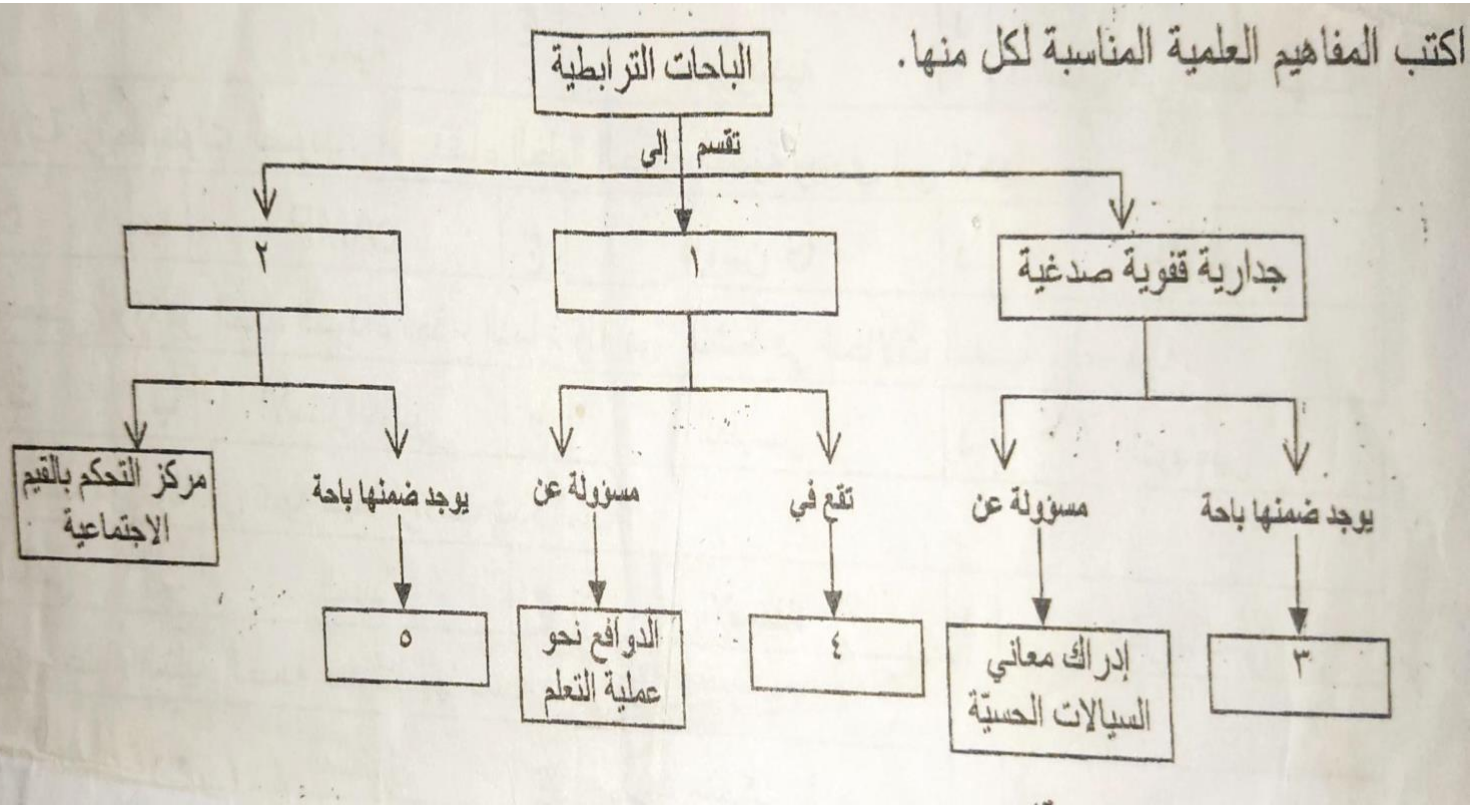 اكتب المفاهيم العلمية المناسبة لكل منها.
الباحات الترابطية
تقسم إلى
جدارية قفوية صدغية
١
٢
يوجد ضمنها باحة
مسؤولة عن
تقع في
مسؤولة عن
يوجد ضمنها باحة
مركز التحكم بالقيم
الاجتماعية
٣
إدراك معاني
السيالات الحسيّة
٤
الدوافع نحو
عملية التعلم
٥